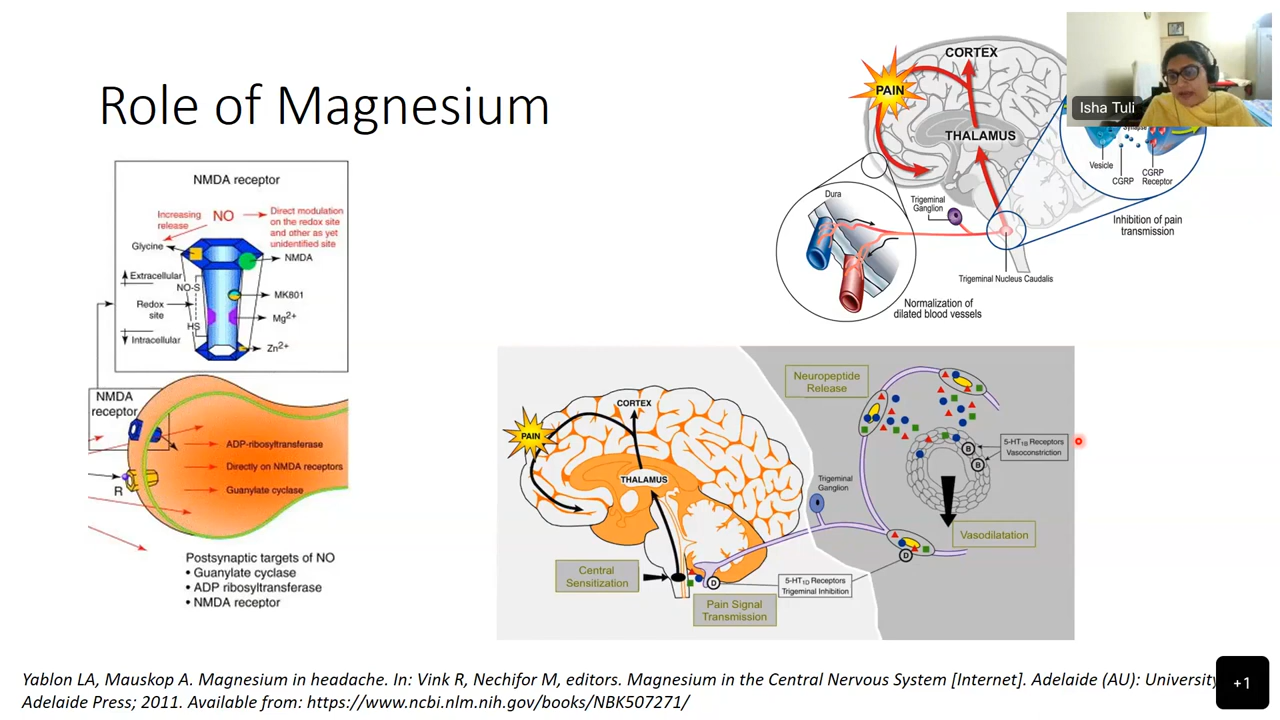 Role of Magnesium
NMDA receptor
Increasing
release
NO
Direct modulation
on the redox site
and other as yet
unidentified site
Glycine
NMDA
Extracellular
NO-S
MK801
Redox
site
Mg2+
HS
Intracellular
Zn2+
NMDA
receptor
ADP-ribosyltransferase
Directly on NMDA receptors
R
Guanylate cyclase
Postsynaptic targets of NO
• Guanylate cyclase
• ADP ribosyltransferase
• NMDA receptor
CORTEX
PAIN
THALAMUS
Isha Tuli
Synapse
Vesicle
CGRP
CGRP
Receptor
Dura
Trigeminal
Ganglion
Inhibition of pain
transmission
Trigeminal Nucleus Caudalis
Normalization of
dilated blood vessels
Neuropeptide
Release
CORTEX
PAIN
THALAMUS
5-HT1B Receptors
Vasoconstriction
B
B
Trigeminal
Ganglion
Vasodilatation
D
Central
Sensitization
D
5-HT1D Receptors
Trigeminal Inhibition
Pain Signal
Transmission
Yablon LA, Mauskop A. Magnesium in headache. In: Vink R, Nechifor M, editors. Magnesium in the Central Nervous System [Internet]. Adelaide (AU): University
Adelaide Press; 2011. Available from: https://www.ncbi.nlm.nih.gov/books/NBK507271/
+1